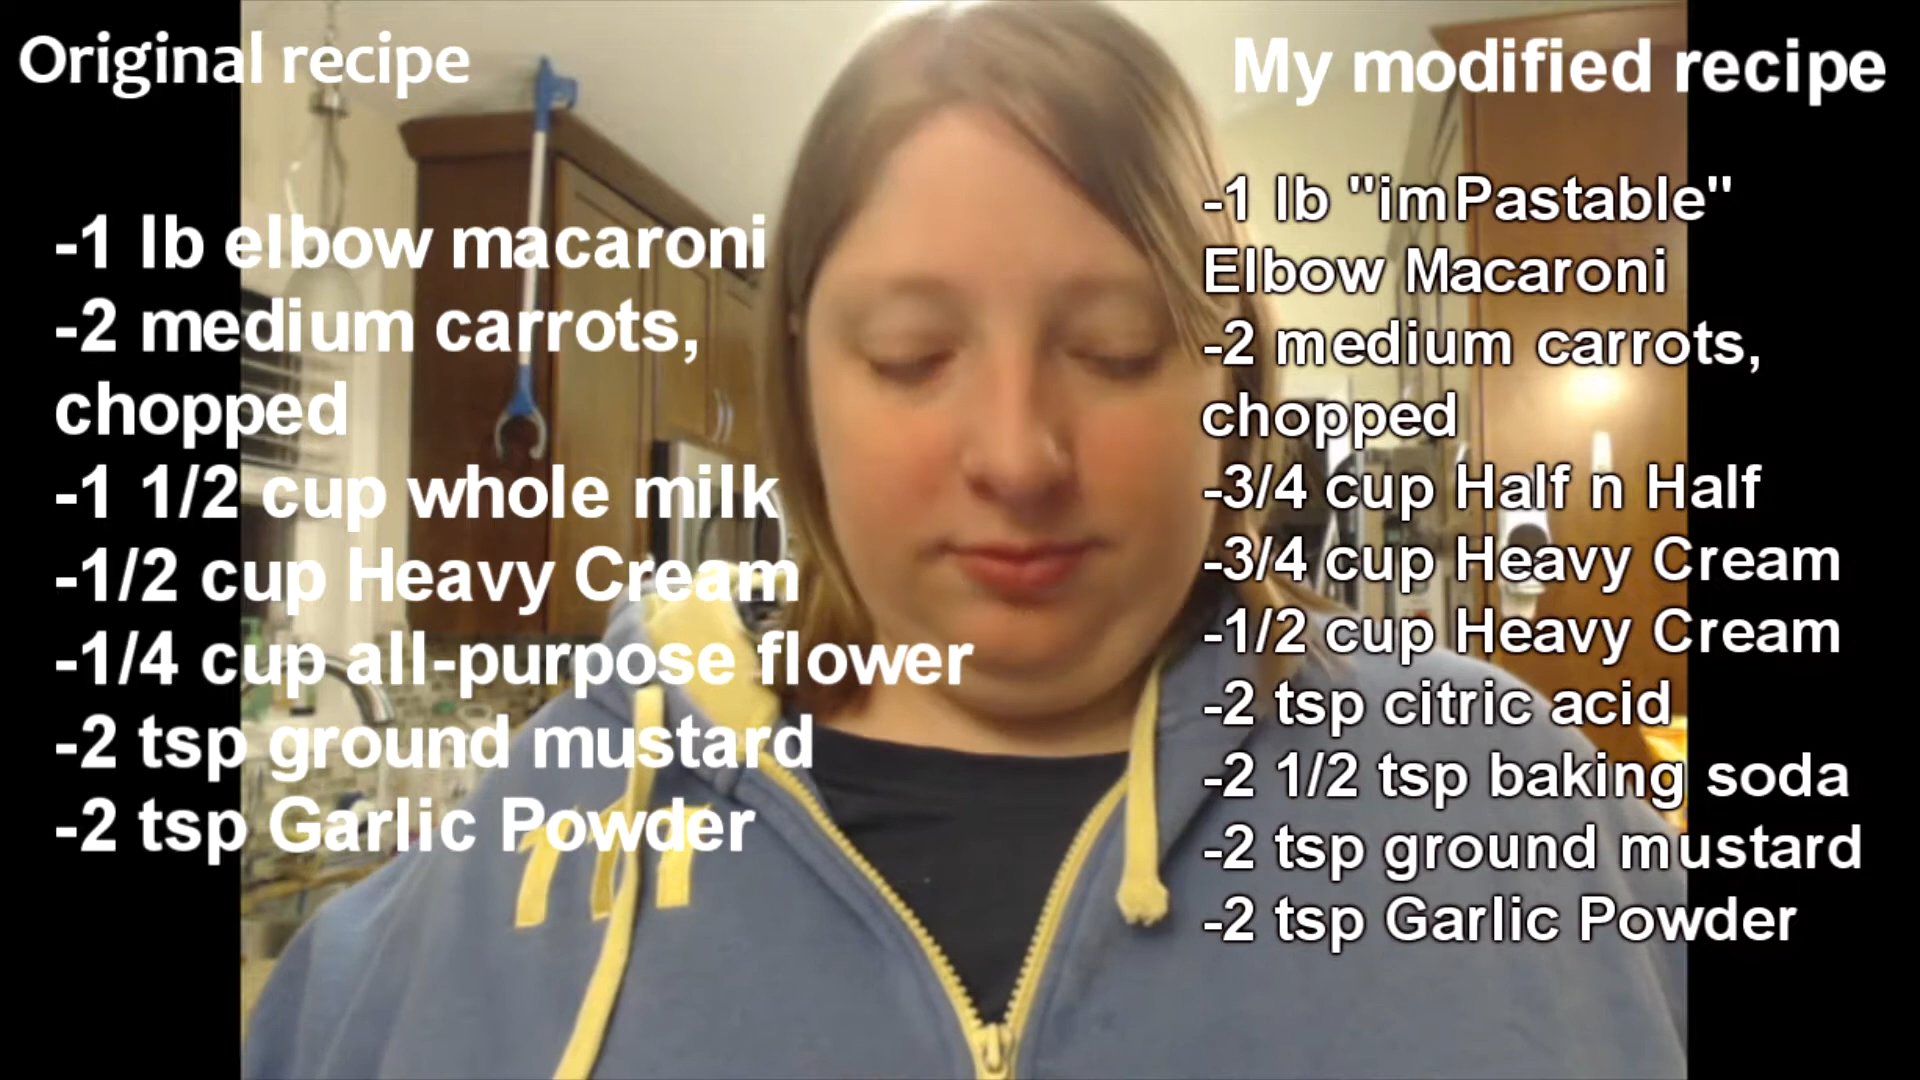 Original recipe
-1 lb elbow macaroni
-2 medium carrots,
chopped
-1 1/2 cup whole milk
-1/2 cup Heavy Cream
-1/4 cup all-purpose flower
-2 tsp ground mustard
-2 tsp Garlic Powder
My modified recipe
-1 lb "imPastable"
Elbow Macaroni
-2 medium carrots,
chopped
-3/4 cup Half n Half
-3/4 cup Heavy Cream
-1/2 cup Heavy Cream
-2 tsp citric acid
-2 1/2 tsp baking soda
-2 tsp ground mustard
-2 tsp Garlic Powder